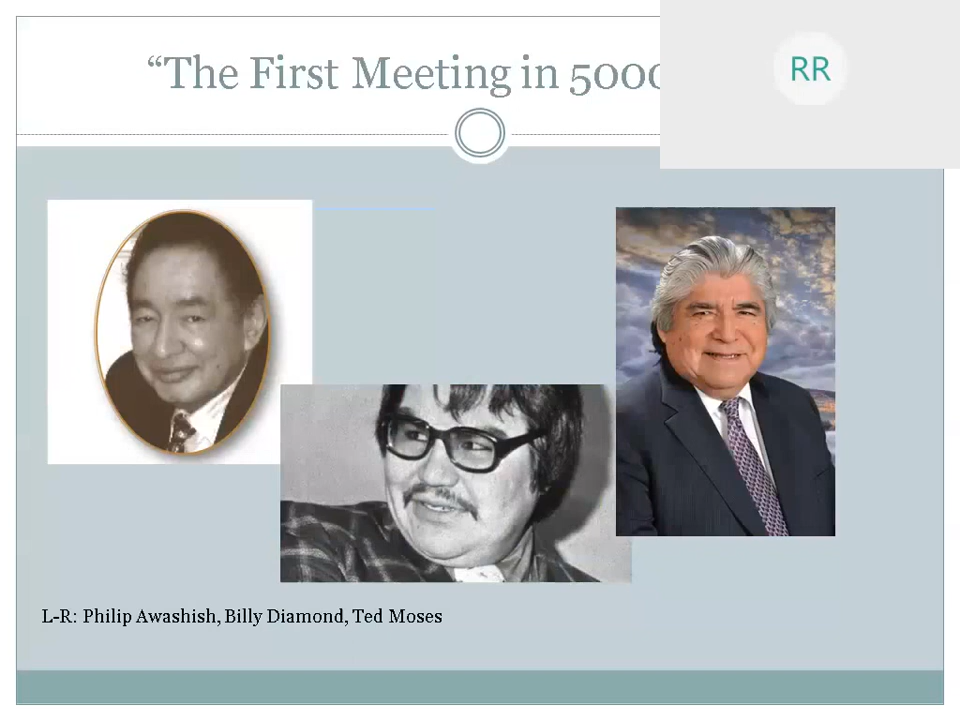 “The First Meeting in 5000
RR
L-R: Philip Awashish, Billy Diamond, Ted Moses